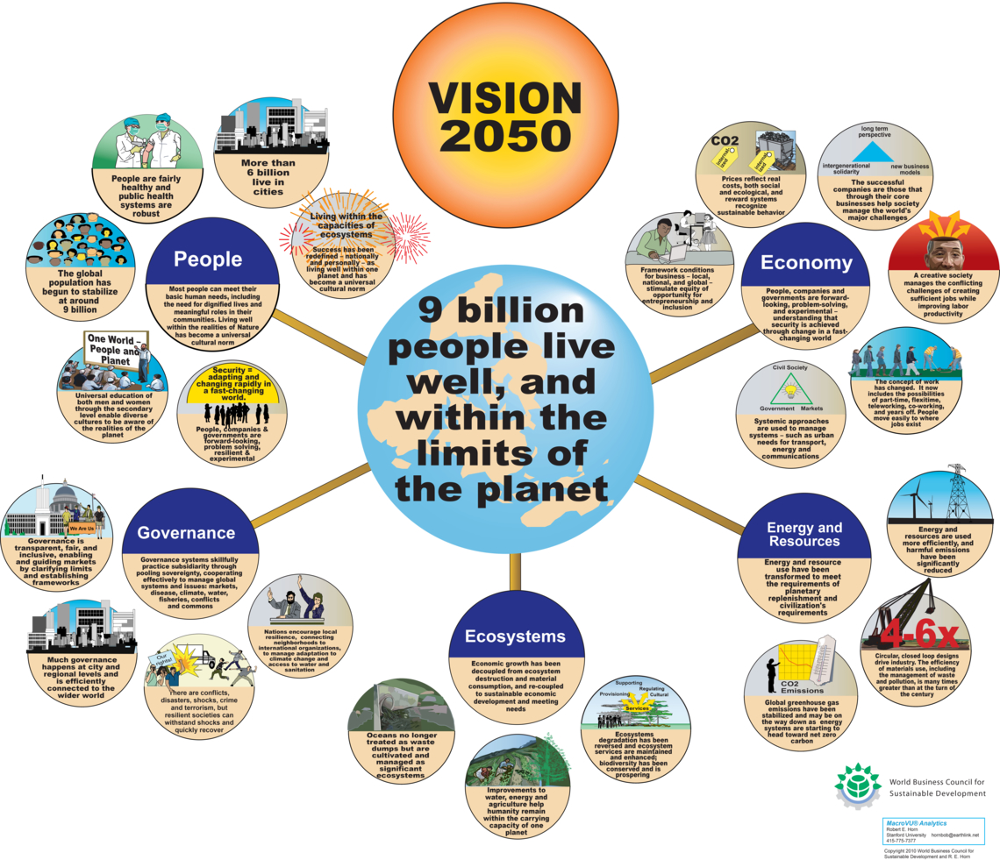 VISION
2050
9 billion
people live
well, and
within the
limits of
the planet
People
Most people can meet their
basic human needs, including
the need for dignified lives and
meaningful roles in their
communities. Living well
within the realities of Nature
has become a universal
cultural norm
People are fairly
healthy and
public health
systems are
robust
More than
6 billion
live in
cities
Living within the
capacities of
ecosystems
Success has been
redefined – nationally
and personally – as
living well within one
planet and has
become a universal
cultural norm
The global
population has
begun to stabilize
at around
9 billion
One World –
People and
Planet
Universal education of
both men and women
through the secondary
level enable diverse
cultures to be aware of
the realities of the
planet
Security =
adapting and
changing rapidly in
a fast-changing
world.
People, companies &
governments are
forward-looking,
problem solving,
resilient &
experimental
Economy
People, companies and
governments are forward-
looking, problem-solving,
and experimental –
understanding that
security is achieved
through change in a fast-
changing world
CO2
Internal-
ized
Internal-
ized
Prices reflect real
costs, both social
and ecological, and
reward systems
recognize
sustainable behavior
long term
perspective
intergenerational
solidarity
new business
models
The successful
companies are those that
through their core
businesses help society
manage the world's
major challenges
Framework conditions
for business – local,
national, and global –
stimulate equity of
opportunity for
entrepreneurship and
inclusion
A creative society
manages the conflicting
challenges of creating
sufficient jobs while
improving labor
productivity
The concept of work
has changed. It now
includes the possibilities
of part-time, flexitime,
teleworking, co-working,
and years off. People
move easily to where
jobs exist
Civil Society
Government Markets
Systemic approaches
are used to manage
systems – such as urban
needs for transport,
energy and
communications
Governance
Governance systems skillfully
practice subsidiarity through
pooling sovereignty, cooperating
effectively to manage global
systems and issues: markets,
disease, climate, water,
fisheries, conflicts
and commons
We Are Us
Governance is
transparent, fair, and
inclusive, enabling
and guiding markets
by clarifying limits
and establishing
frameworks
Much governance
happens at city and
regional levels and
is efficiently
connected to the
wider world
Our
rights!
There are conflicts,
disasters, shocks, crime
and terrorism, but
resilient societies can
withstand shocks and
quickly recover
Nations encourage local
resilience, connecting
neighborhoods to
international organizations,
to manage adaptation to
climate change and
access to water and
sanitation
Ecosystems
Economic growth has been
decoupled from ecosystem
destruction and material
consumption, and re-coupled
to sustainable economic
development and meeting
needs
Oceans no longer
treated as waste
dumps but are
cultivated and
managed as
significant
ecosystems
Improvements to
water, energy and
agriculture help
humanity remain
within the carrying
capacity of one
planet
Supporting
Provisioning
Regulating
Cultural
Services
Ecosystems
degradation has been
reversed and ecosystem
services are maintained
and enhanced;
biodiversity has been
conserved and is
prospering
Energy and
Resources
Energy and resource
use have been
transformed to meet
the requirements of
planetary
replenishment and
civilization's
requirements
Energy and
resources are used
more efficiently, and
harmful emissions
have been
significantly
reduced
4-6x
Circular, closed loop designs
drive industry. The efficiency
of materials use, including
the management of waste
and pollution, is many times
greater than at the turn of
the century
CO2
Emissions
Global greenhouse gas
emissions have been
stabilized and may be on
the way down as energy
systems are starting to
head toward net zero
carbon
World Business Council for
Sustainable Development
MacroVU® Analytics
Robert E. Horn
Stanford University hornbob@earthlink.net
415-775-7377
Copyright 2010 World Business Council for
Sustainable Development and R. E. Horn